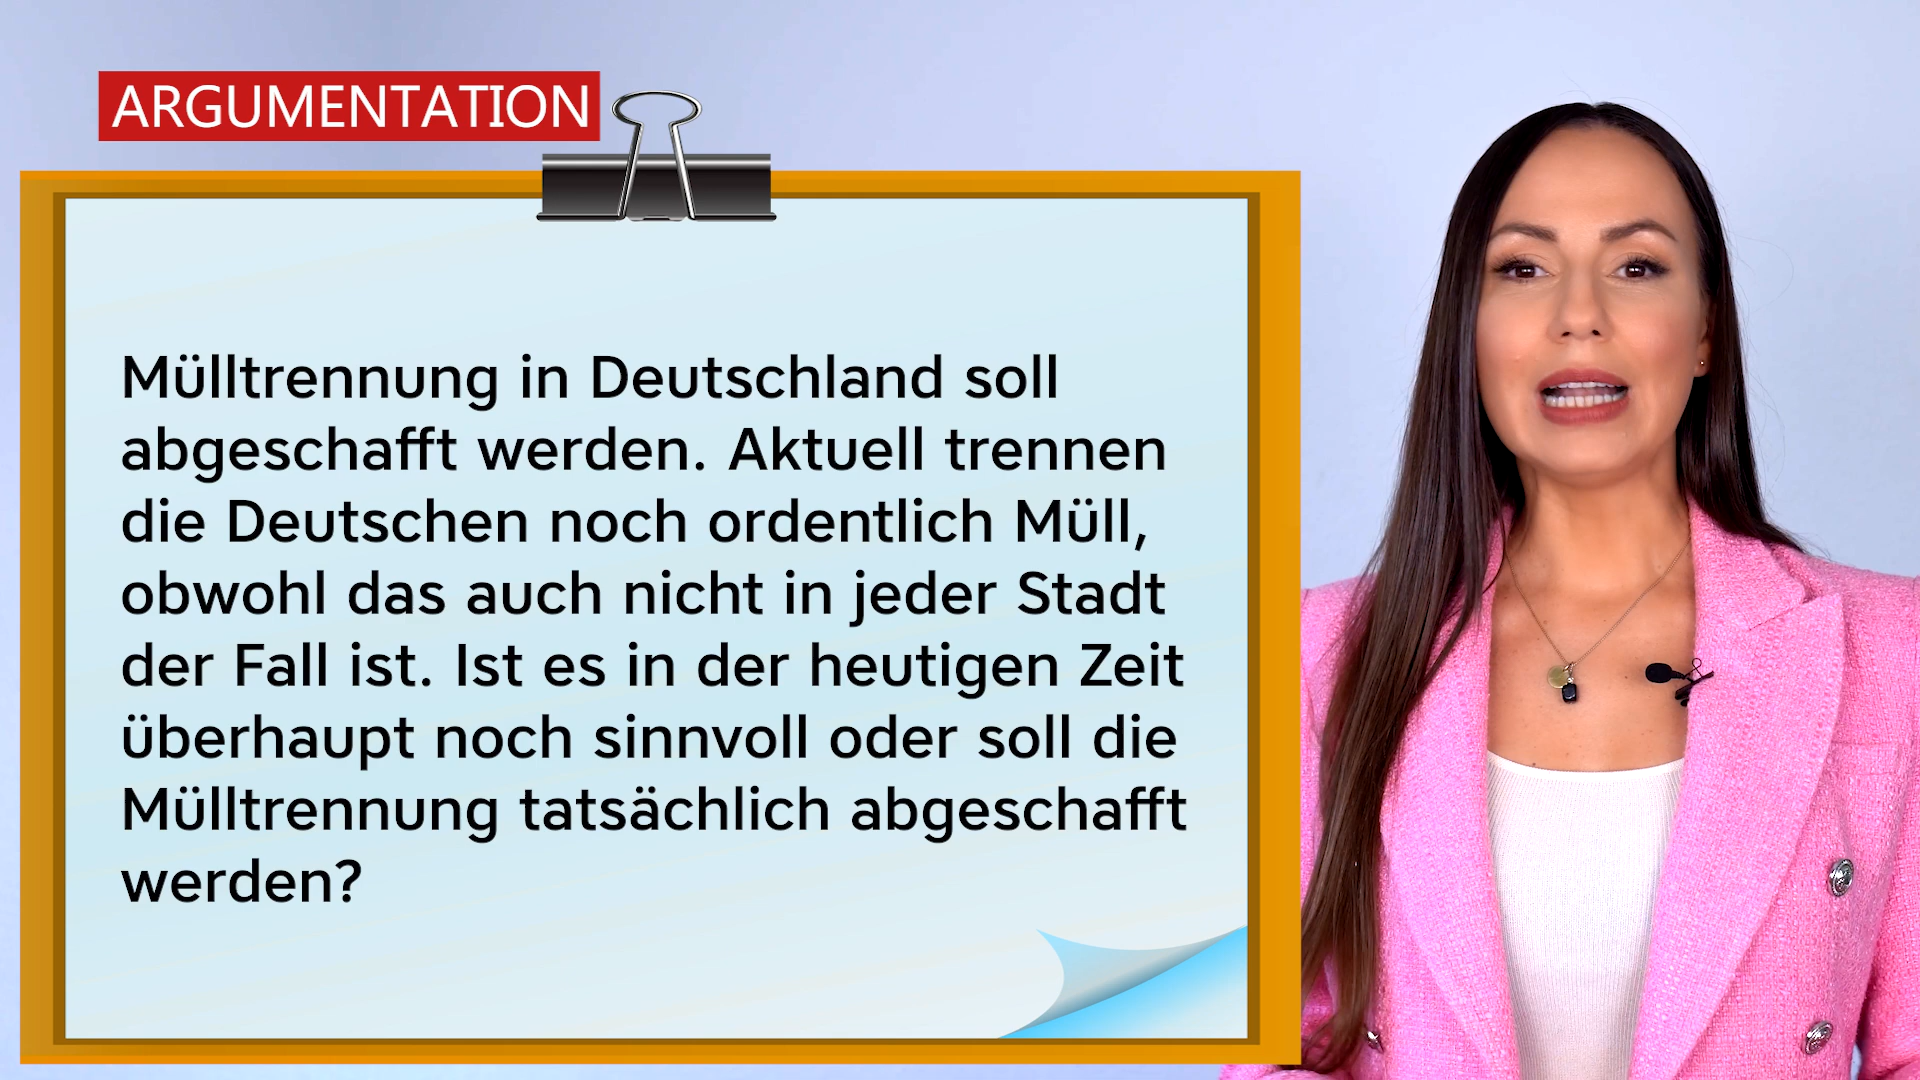 ARGUMENTATION
Mülltrennung in Deutschland soll
abgeschafft werden. Aktuell trennen
die Deutschen noch ordentlich Müll,
obwohl das auch nicht in jeder Stadt
der Fall ist. Ist es in der heutigen Zeit
überhaupt noch sinnvoll oder soll die
Mülltrennung tatsächlich abgeschafft
werden?